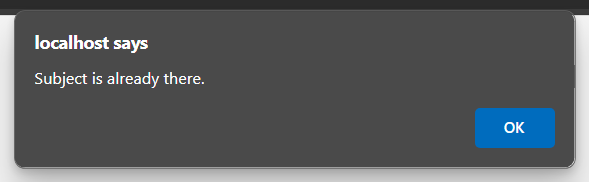 localhost says
Subject is already there.
OK